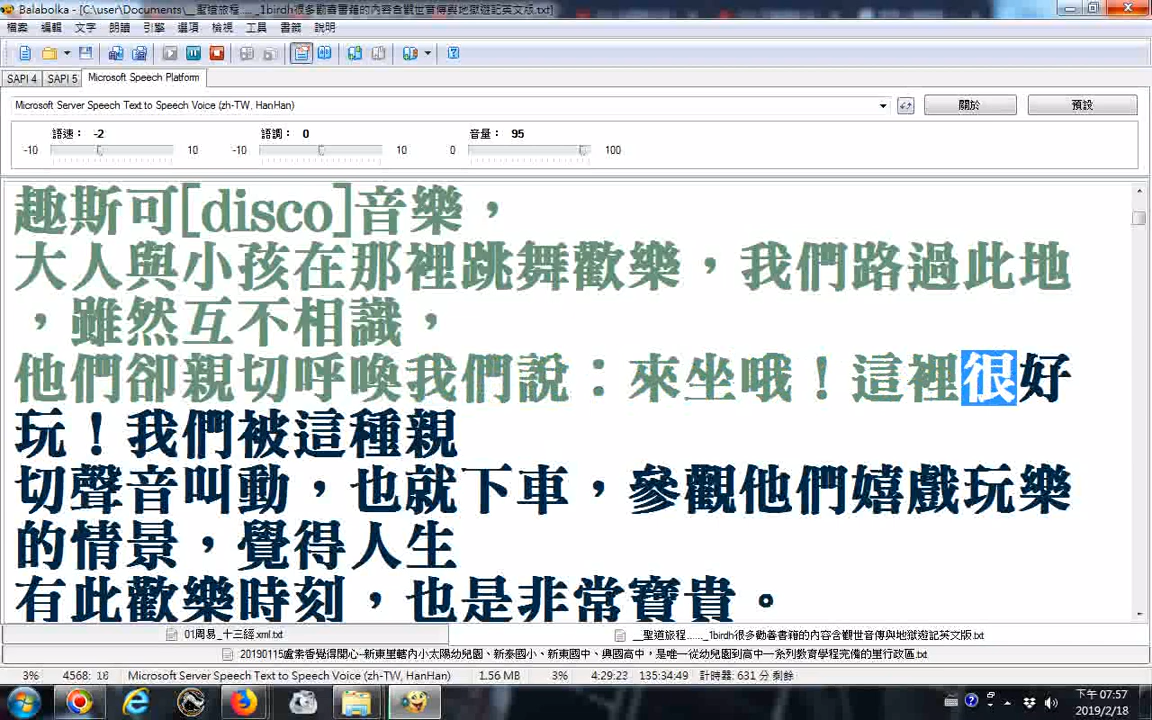 Balabolka - [C:\user\Documents\__聖道旅程......_1birdh很多勸善書籍的內容含觀世音傳與地獄遊記英文版.txt]
檔案 編輯 文字 朗讀 引擎 選項 檢視 工具 書籤 說明
SAPI 4 SAPI 5 Microsoft Speech Platform
Microsoft Server Speech Text to Speech Voice (zh-TW, HanHan) 關於 預設
語速： -2 語調： 0 音量： 95
-10 10 -10 10 0 100
趣斯可[disco]音樂，
大人與小孩在那裡跳舞歡樂，我們路過此地
，雖然互不相識，
他們卻親切呼喚我們說：來坐哦！這裡很好
玩！我們被這種親
切聲音叫動，也就下車，參觀他們嬉戲玩樂
的情景，覺得人生
有此歡樂時刻，也是非常寶貴。
01周易_十三經.xml.txt __聖道旅程......_1birdh很多勸善書籍的內容含觀世音傳與地獄遊記英文版.txt
20190115盧素香覺得開心-新東里轄內小太陽幼兒園、新泰國小、新東國中、興國高中，是唯一從幼兒園到高中一系列教育學程完備的里行政區.txt
3% 4568: 16 Microsoft Server Speech Text to Speech Voice (zh-TW, HanHan) 1.56 MB 3% 4:29:23 135:34:49 計時器: 631 分 剩餘
下午 07:57
2019/2/18